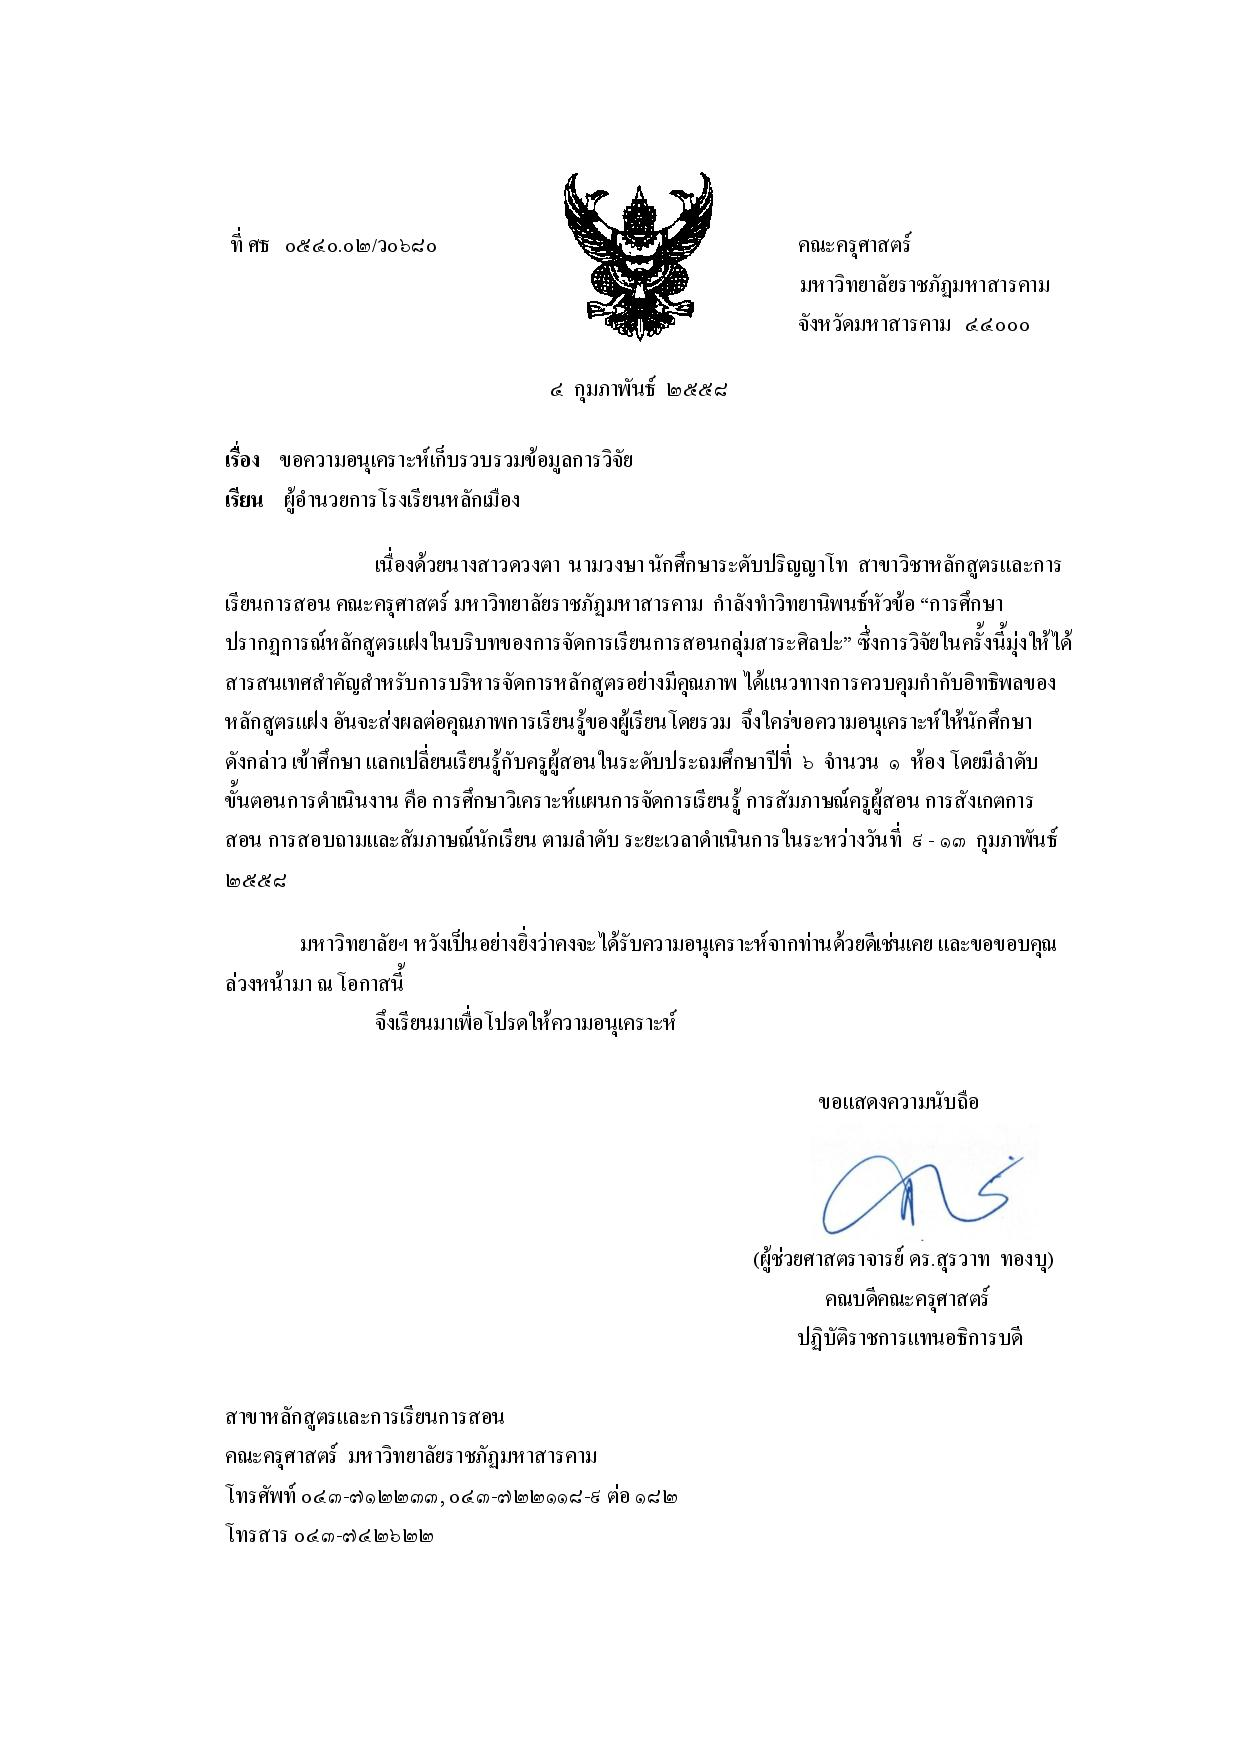 ที่ ศธ ๐๕๔๐.๐๒/ว๐๖๘๐
คณะครุศาสตร์
มหาวิทยาลัยราชภัฏมหาสารคาม
จังหวัดมหาสารคาม ๔๔๐๐๐
๔ กุมภาพันธ์ ๒๕๕๘
เรื่อง ขอความอนุเคราะห์เก็บรวบรวมข้อมูลการวิจัย
เรียน ผู้อำนวยการโรงเรียนหลักเมือง
เนื่องด้วยนางสาวดวงตา นามวงษา นักศึกษาระดับปริญญาโท สาขาวิชาหลักสูตรและการ
เรียนการสอน คณะครุศาสตร์ มหาวิทยาลัยราชภัฏมหาสารคาม กำลังทำวิทยานิพนธ์หัวข้อ “การศึกษา
ปรากฏการณ์หลักสูตรแฝงในบริบทของการจัดการเรียนการสอนกลุ่มสาระศิลปะ” ซึ่งการวิจัยในครั้งนี้มุ่งให้ได้
สารสนเทศสำคัญสำหรับการบริหารจัดการหลักสูตรอย่างมีคุณภาพ ได้แนวทางการควบคุมกำกับอิทธิพลของ
หลักสูตรแฝง อันจะส่งผลต่อคุณภาพการเรียนรู้ของผู้เรียนโดยรวม จึงใคร่ขอความอนุเคราะห์ให้นักศึกษา
ดังกล่าว เข้าศึกษา แลกเปลี่ยนเรียนรู้กับครูผู้สอนในระดับประถมศึกษาปีที่ ๖ จำนวน ๑ ห้อง โดยมีลำดับ
ขั้นตอนการดำเนินงาน คือ การศึกษาวิเคราะห์แผนการจัดการเรียนรู้ การสัมภาษณ์ครูผู้สอน การสังเกตการ
สอน การสอบถามและสัมภาษณ์นักเรียน ตามลำดับ ระยะเวลาดำเนินการในระหว่างวันที่ ๙ - ๑๓ กุมภาพันธ์
๒๕๕๘
มหาวิทยาลัยฯ หวังเป็นอย่างยิ่งว่าคงจะได้รับความอนุเคราะห์จากท่านด้วยดีเช่นเคย และขอขอบคุณ
ล่วงหน้ามา ณ โอกาสนี้
จึงเรียนมาเพื่อโปรดให้ความอนุเคราะห์
ขอแสดงความนับถือ
(ผู้ช่วยศาสตราจารย์ ดร.สุรวาท ทองบุ)
คณบดีคณะครุศาสตร์
ปฏิบัติราชการแทนอธิการบดี
สาขาหลักสูตรและการเรียนการสอน
คณะครุศาสตร์ มหาวิทยาลัยราชภัฏมหาสารคาม
โทรศัพท์ ๐๔๓-๗๑๒๒๓๓, ๐๔๓-๗๒๒๑๑๘-๙ ต่อ ๑๘๒
โทรสาร ๐๔๓-๗๔๒๖๒๒